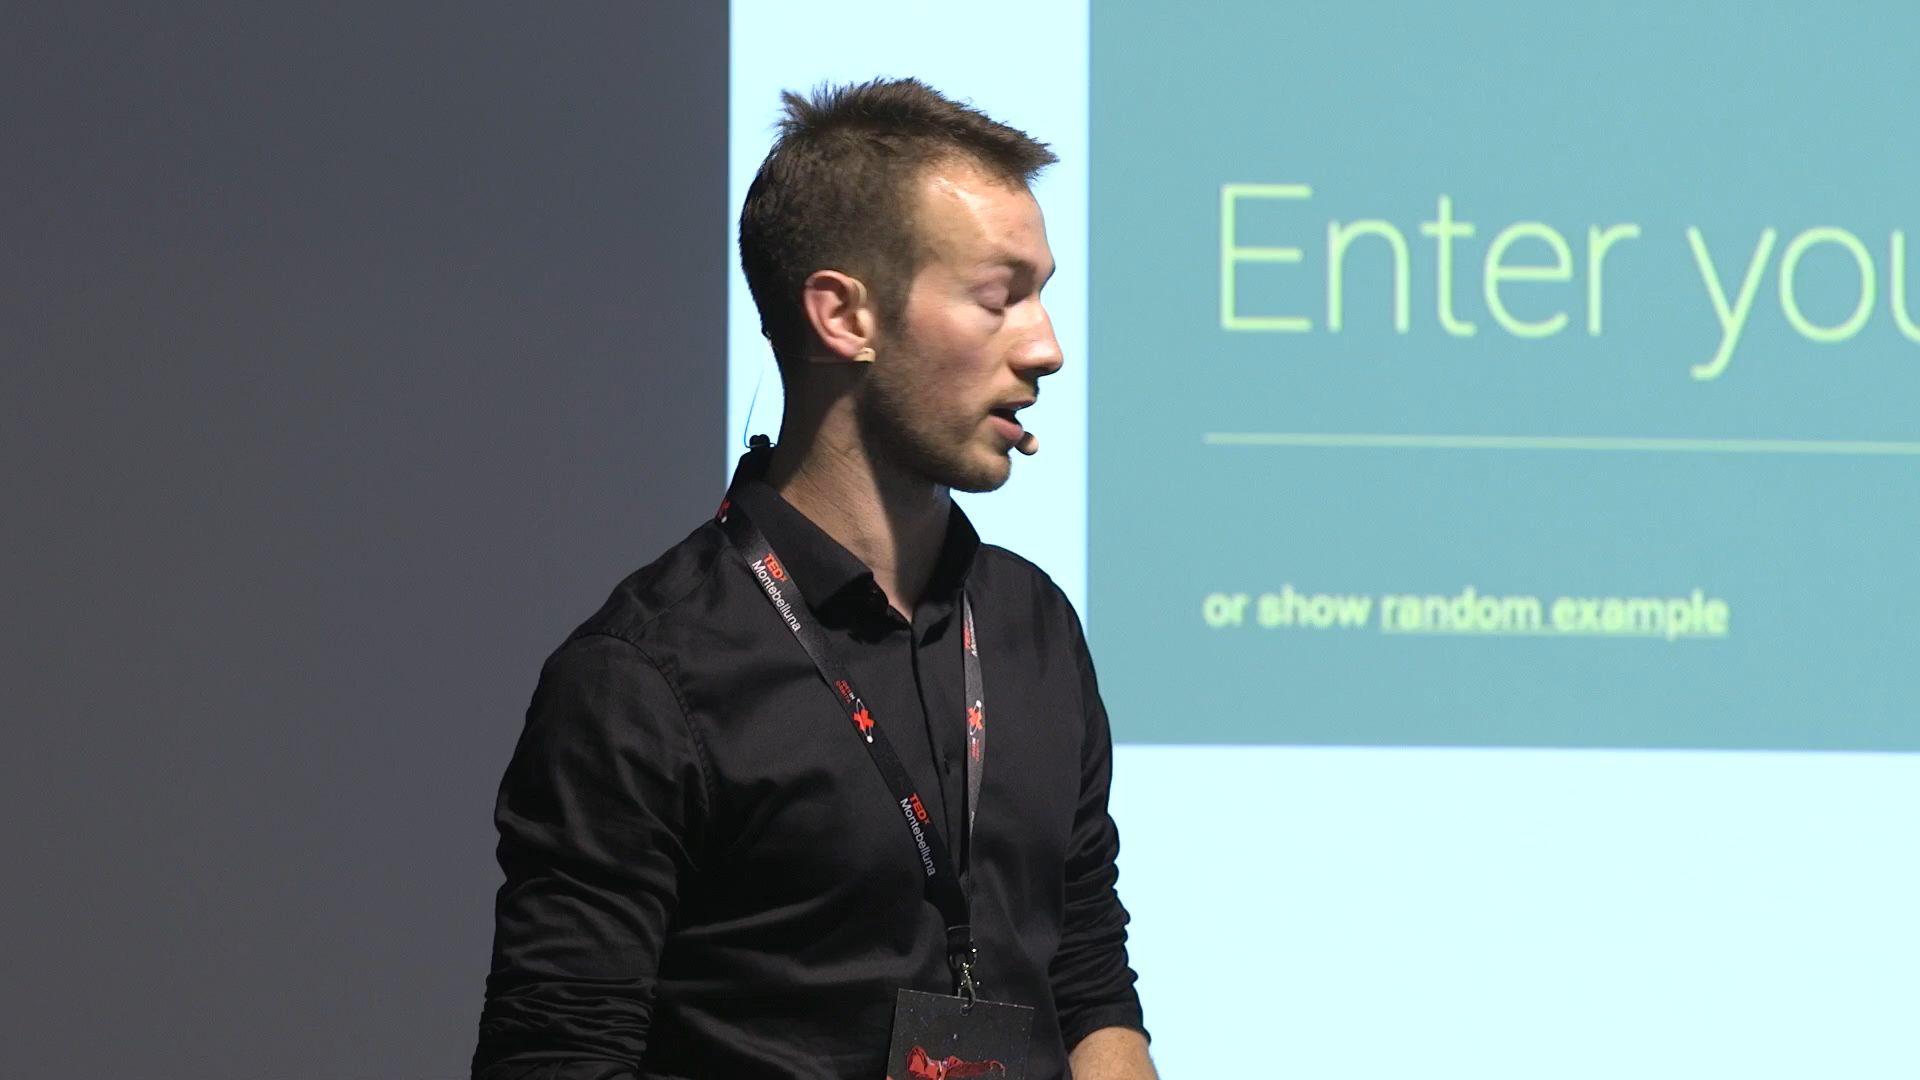 Enter you
or show random example
TEDx
Montebelluna
TEDx
Montebelluna